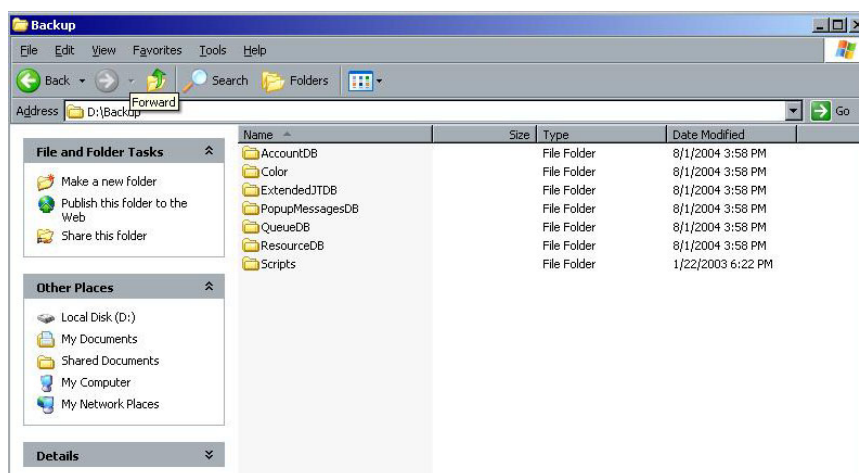 Backup
File Edit View Favorites Tools Help
Back Search Folders
Forward
Address D:\Backup Go
Name Size Type Date Modified
File and Folder Tasks
Make a new folder
Publish this folder to the
Web
Share this folder
Other Places
Local Disk (D:)
My Documents
Shared Documents
My Computer
My Network Places
Details
AccountDB File Folder 8/1/2004 3:58 PM
Color File Folder 8/1/2004 3:58 PM
ExtendedJTDB File Folder 8/1/2004 3:58 PM
PopupMessagesDB File Folder 8/1/2004 3:58 PM
QueueDB File Folder 8/1/2004 3:58 PM
ResourceDB File Folder 8/1/2004 3:58 PM
Scripts File Folder 1/22/2003 6:22 PM